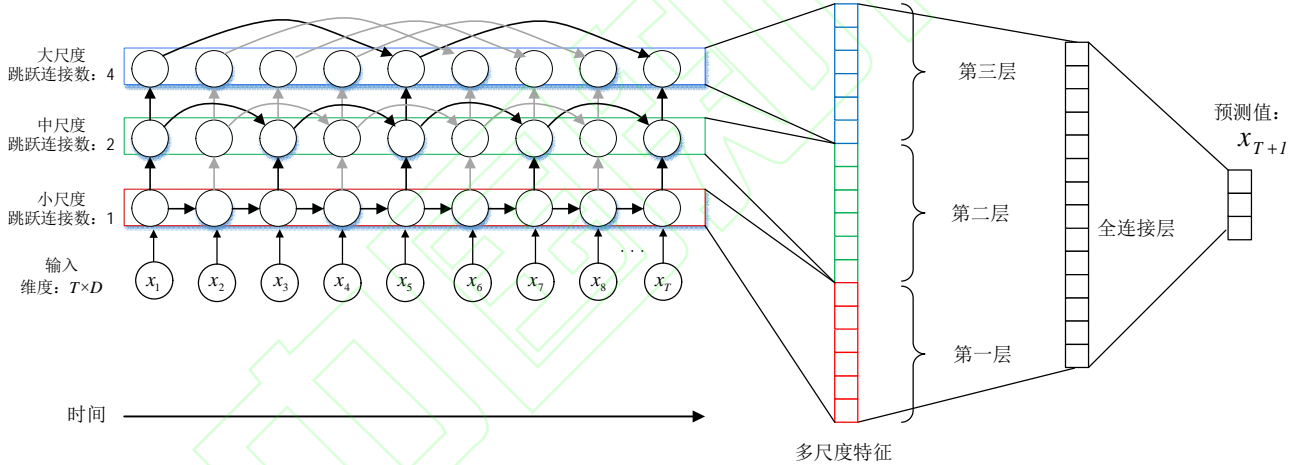 大尺度
跳跃连接数：4
中尺度
跳跃连接数：2
小尺度
跳跃连接数：1
输入
维度：T×D
x₁ x₂ x₃ x₄ x₅ x₆ x₇ x₈ ··· x_T
时间
第三层
第二层
第一层
多尺度特征
全连接层
预测值：
x_{T+1}